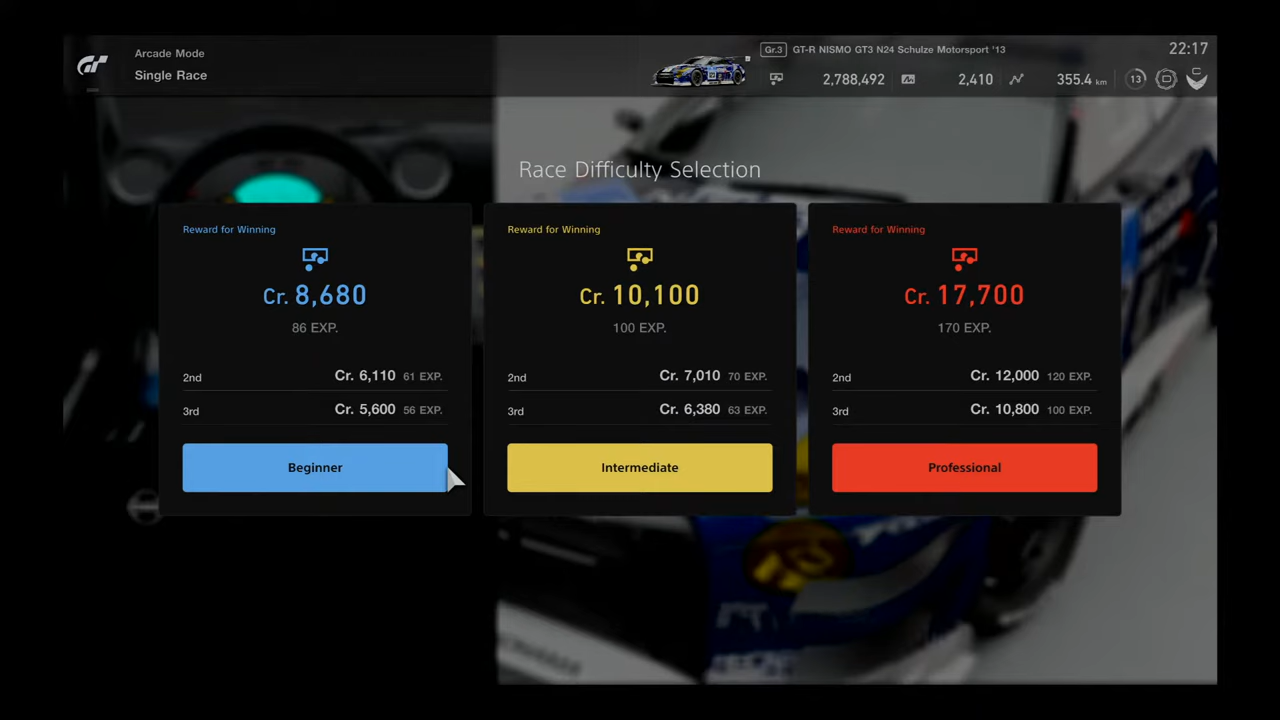 Arcade Mode
Single Race
Gr.3 GT-R NISMO GT3 N24 Schulze Motorsport '13
22:17
2,788,492 2,410 355.4 km 13 C
Race Difficulty Selection
Reward for Winning
Cr. 8,680
86 EXP.
2nd Cr. 6,110 61 EXP.
3rd Cr. 5,600 56 EXP.
Beginner
Reward for Winning
Cr. 10,100
100 EXP.
2nd Cr. 7,010 70 EXP.
3rd Cr. 6,380 63 EXP.
Intermediate
Reward for Winning
Cr. 17,700
170 EXP.
2nd Cr. 12,000 120 EXP.
3rd Cr. 10,800 100 EXP.
Professional